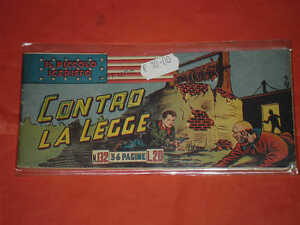 IL PICCOLO
SCERIFFO
CONTRO
LA LEGGE
N.132 36 PAGINE L.20